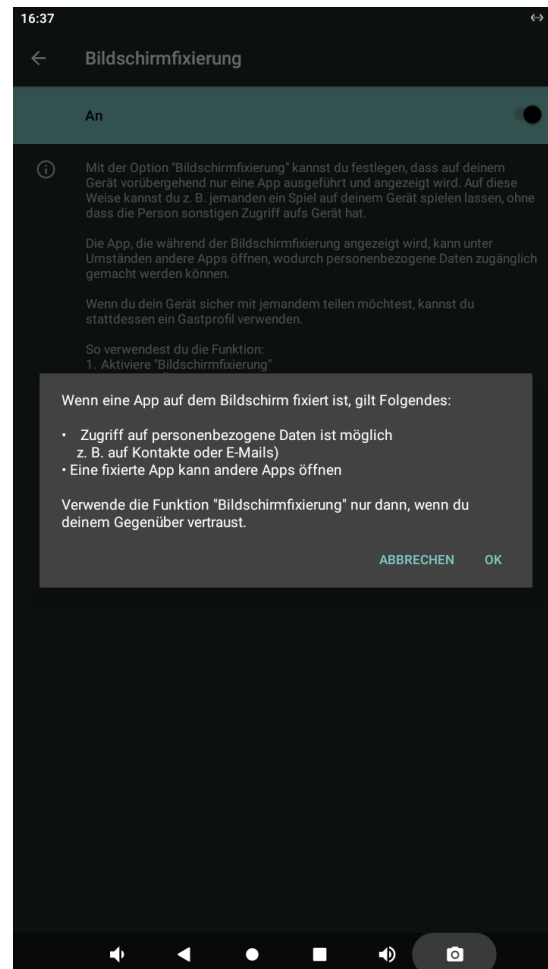 16:37
Bildschirmfixierung
An
Mit der Option "Bildschirmfixierung" kannst du festlegen, dass auf deinem
Gerät vorübergehend nur eine App ausgeführt und angezeigt wird. Auf diese
Weise kannst du z. B. jemanden ein Spiel auf deinem Gerät spielen lassen, ohne
dass die Person sonstigen Zugriff aufs Gerät hat.
Die App, die während der Bildschirmfixierung angezeigt wird, kann unter
Umständen andere Apps öffnen, wodurch personenbezogene Daten zugänglich
gemacht werden können.
Wenn du dein Gerät sicher mit jemandem teilen möchtest, kannst du
stattdessen ein Gastprofil verwenden.
So verwendest du die Funktion:
1. Aktiviere "Bildschirmfixierung"
Wenn eine App auf dem Bildschirm fixiert ist, gilt Folgendes:
• Zugriff auf personenbezogene Daten ist möglich
z. B. auf Kontakte oder E-Mails)
• Eine fixierte App kann andere Apps öffnen
Verwende die Funktion "Bildschirmfixierung" nur dann, wenn du
deinem Gegenüber vertraust.
ABBRECHEN OK